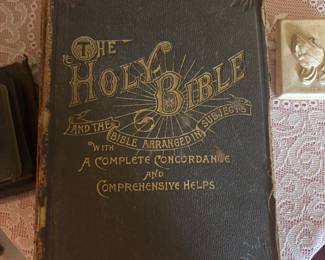 THE
HOLY BIBLE
AND THE
BIBLE ARRANGED IN SUBJECTS
WITH
A COMPLETE CONCORDANCE
AND
COMPREHENSIVE HELPS